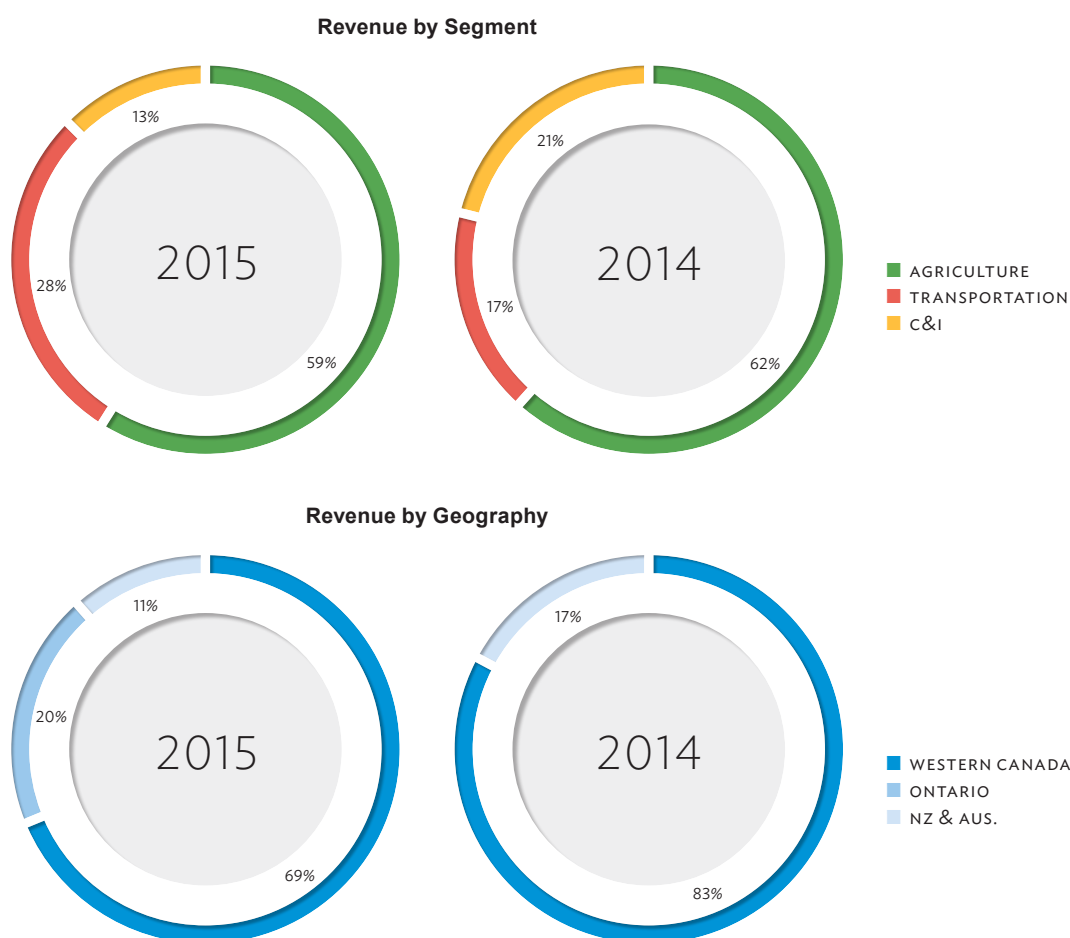 Revenue by Segment
13%
28%
59%
2015
21%
17%
62%
2014
AGRICULTURE
TRANSPORTATION
C&I
Revenue by Geography
11%
20%
69%
2015
17%
83%
2014
WESTERN CANADA
ONTARIO
NZ & AUS.